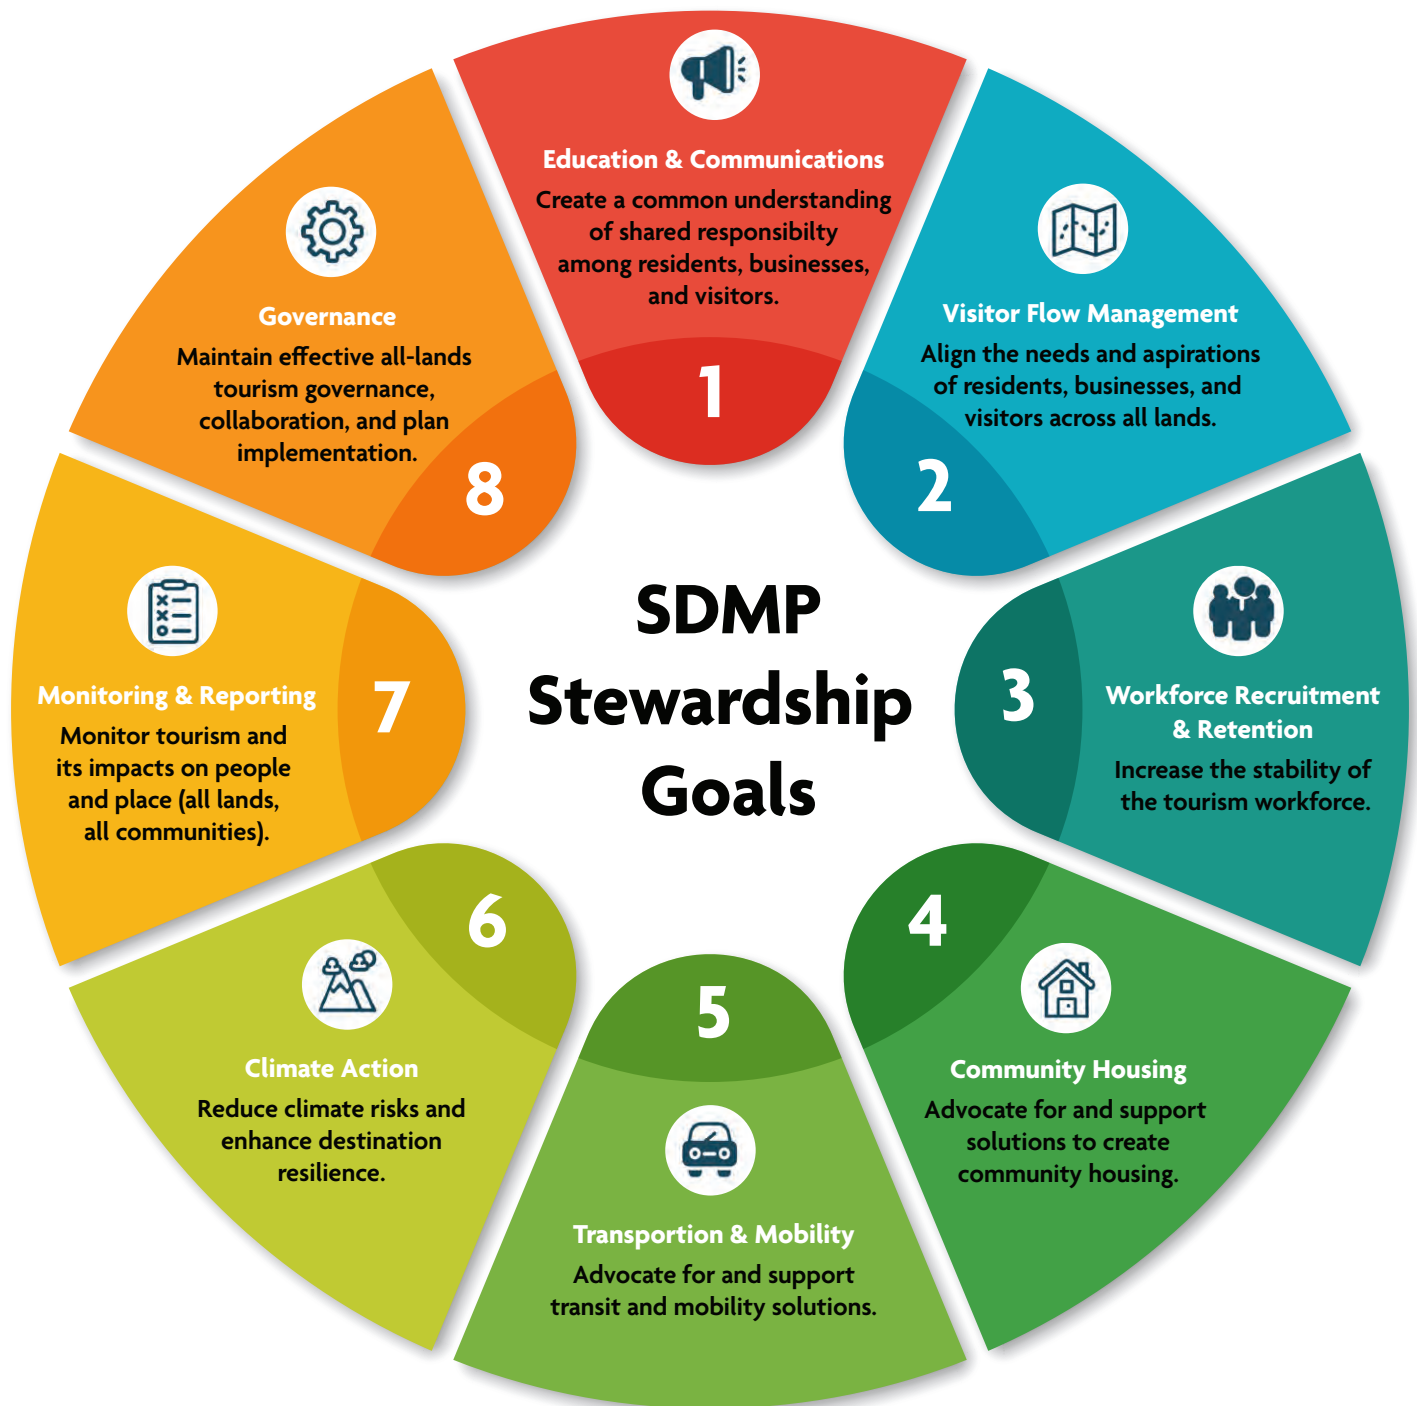 SDMP
Stewardship
Goals
Education & Communications
Create a common understanding
of shared responsibilty
among residents, businesses,
and visitors.
1
Visitor Flow Management
Align the needs and aspirations
of residents, businesses, and
visitors across all lands.
2
Workforce Recruitment
& Retention
Increase the stability of
the tourism workforce.
3
4
Community Housing
Advocate for and support
solutions to create
community housing.
5
Transportion & Mobility
Advocate for and support
transit and mobility solutions.
6
Climate Action
Reduce climate risks and
enhance destination
resilience.
7
Monitoring & Reporting
Monitor tourism and
its impacts on people
and place (all lands,
all communities).
Governance
Maintain effective all-lands
tourism governance,
collaboration, and plan
implementation.
8